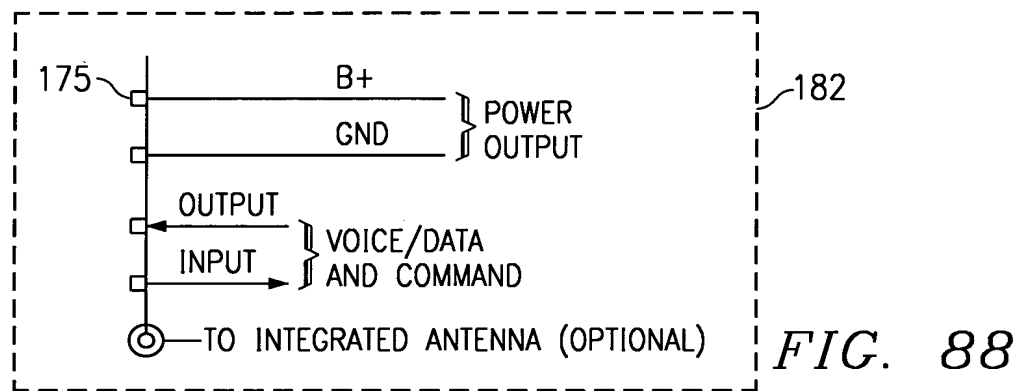 175
B+
GND
POWER
OUTPUT
182
OUTPUT
INPUT
VOICE/DATA
AND COMMAND
TO INTEGRATED ANTENNA (OPTIONAL)
FIG. 88